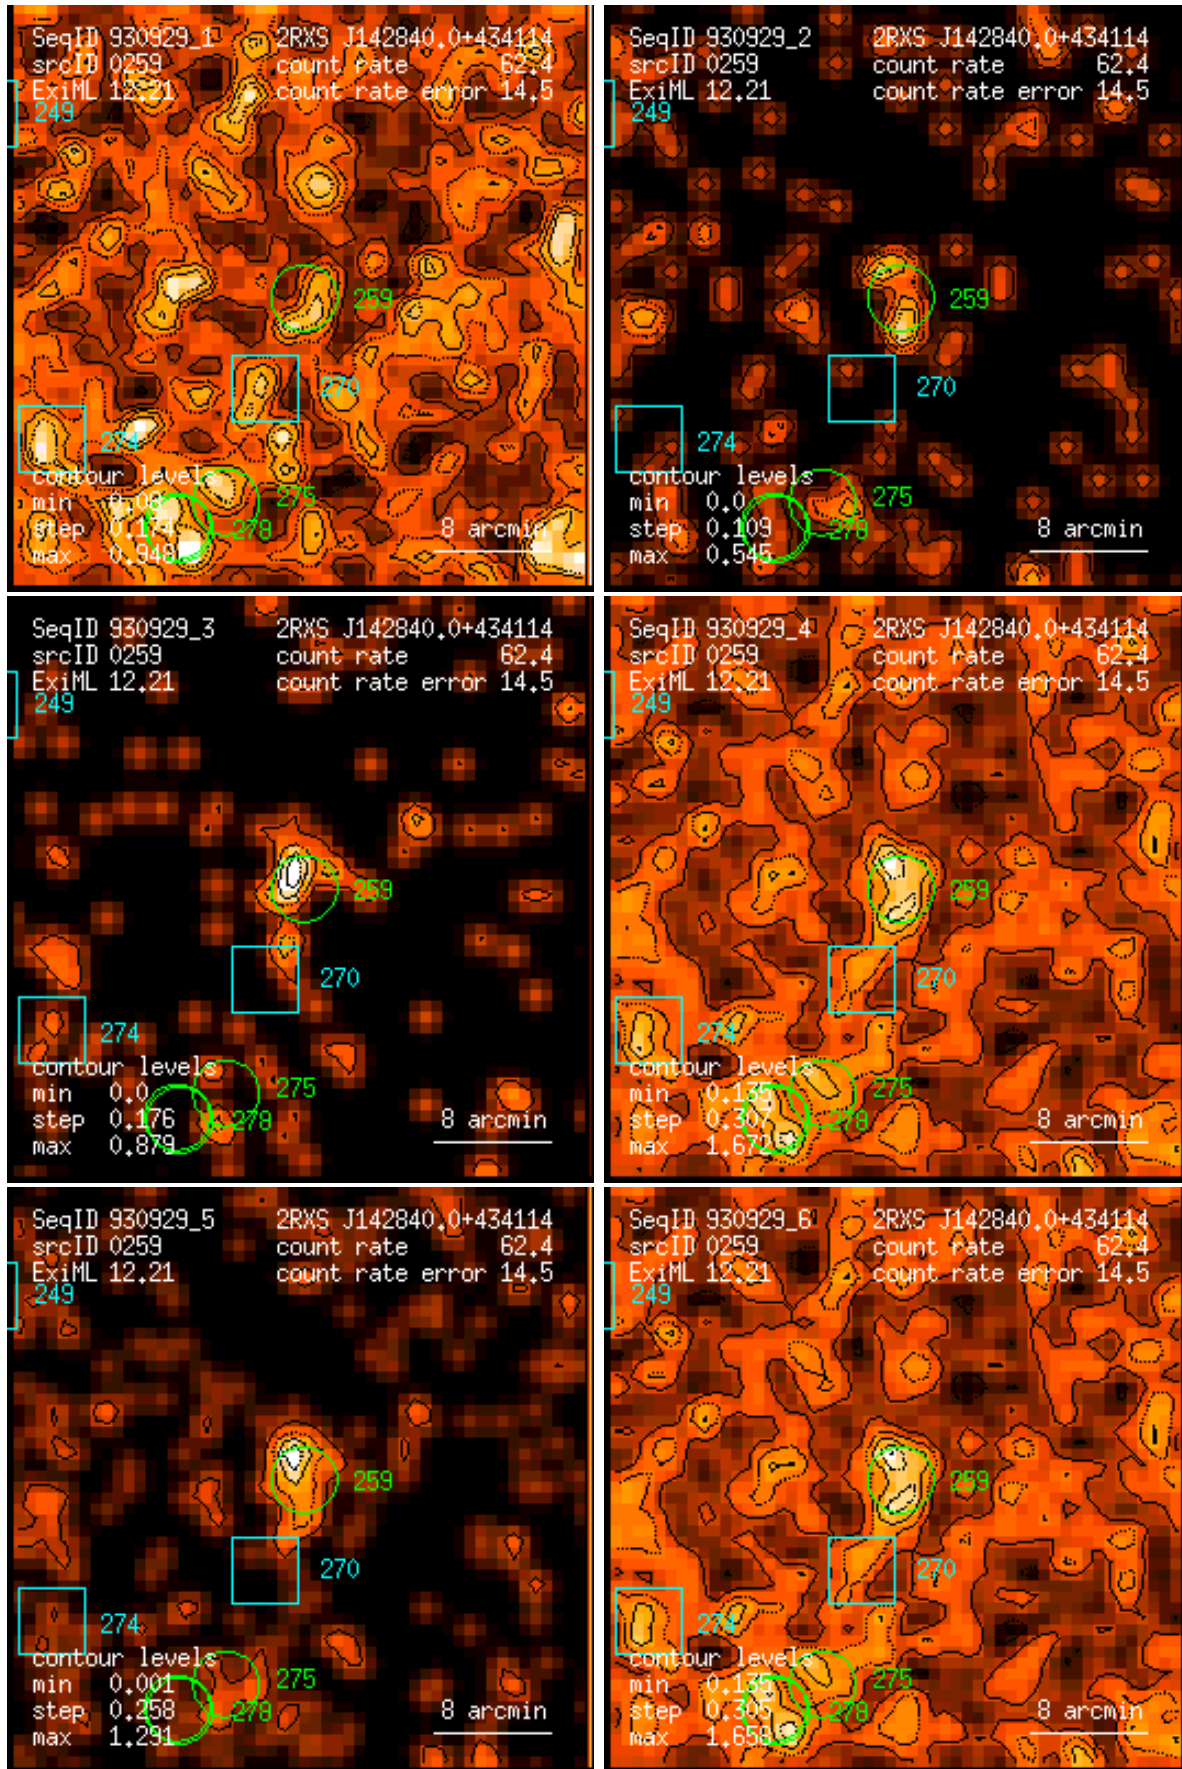 SeqID 930929_1 2RXS J142840.0+434114
srcID 0259 count rate 62.4
ExiML 12.21 count rate error 14.5
249
259
270
274
contour levels
min 0.08
275
step 0.174 278 8 arcmin
max 0.948
SeqID 930929_2 2RXS J142840.0+434114
srcID 0259 count rate 62.4
ExiML 12.21 count rate error 14.5
249
259
270
274
contour levels
min 0.0 275
step 0.109 278 8 arcmin
max 0.545
SeqID 930929_3 2RXS J142840.0+434114
srcID 0259 count rate 62.4
ExiML 12.21 count rate error 14.5
249
259
270
274
contour levels
min 0.0 275
step 0.176 278 8 arcmin
max 0.879
SeqID 930929_4 2RXS J142840.0+434114
srcID 0259 count rate 62.4
ExiML 12.21 count rate error 14.5
249
259
270
274
contour levels
min 0.135 275
step 0.307 278 8 arcmin
max 1.672
SeqID 930929_5 2RXS J142840.0+434114
srcID 0259 count rate 62.4
ExiML 12.21 count rate error 14.5
249
259
270
274
contour levels
min 0.001 275
step 0.258 278 8 arcmin
max 1.291
SeqID 930929_6 2RXS J142840.0+434114
srcID 0259 count rate 62.4
ExiML 12.21 count rate error 14.5
249
259
270
274
contour levels
min 0.135 275
step 0.305 278 8 arcmin
max 1.658